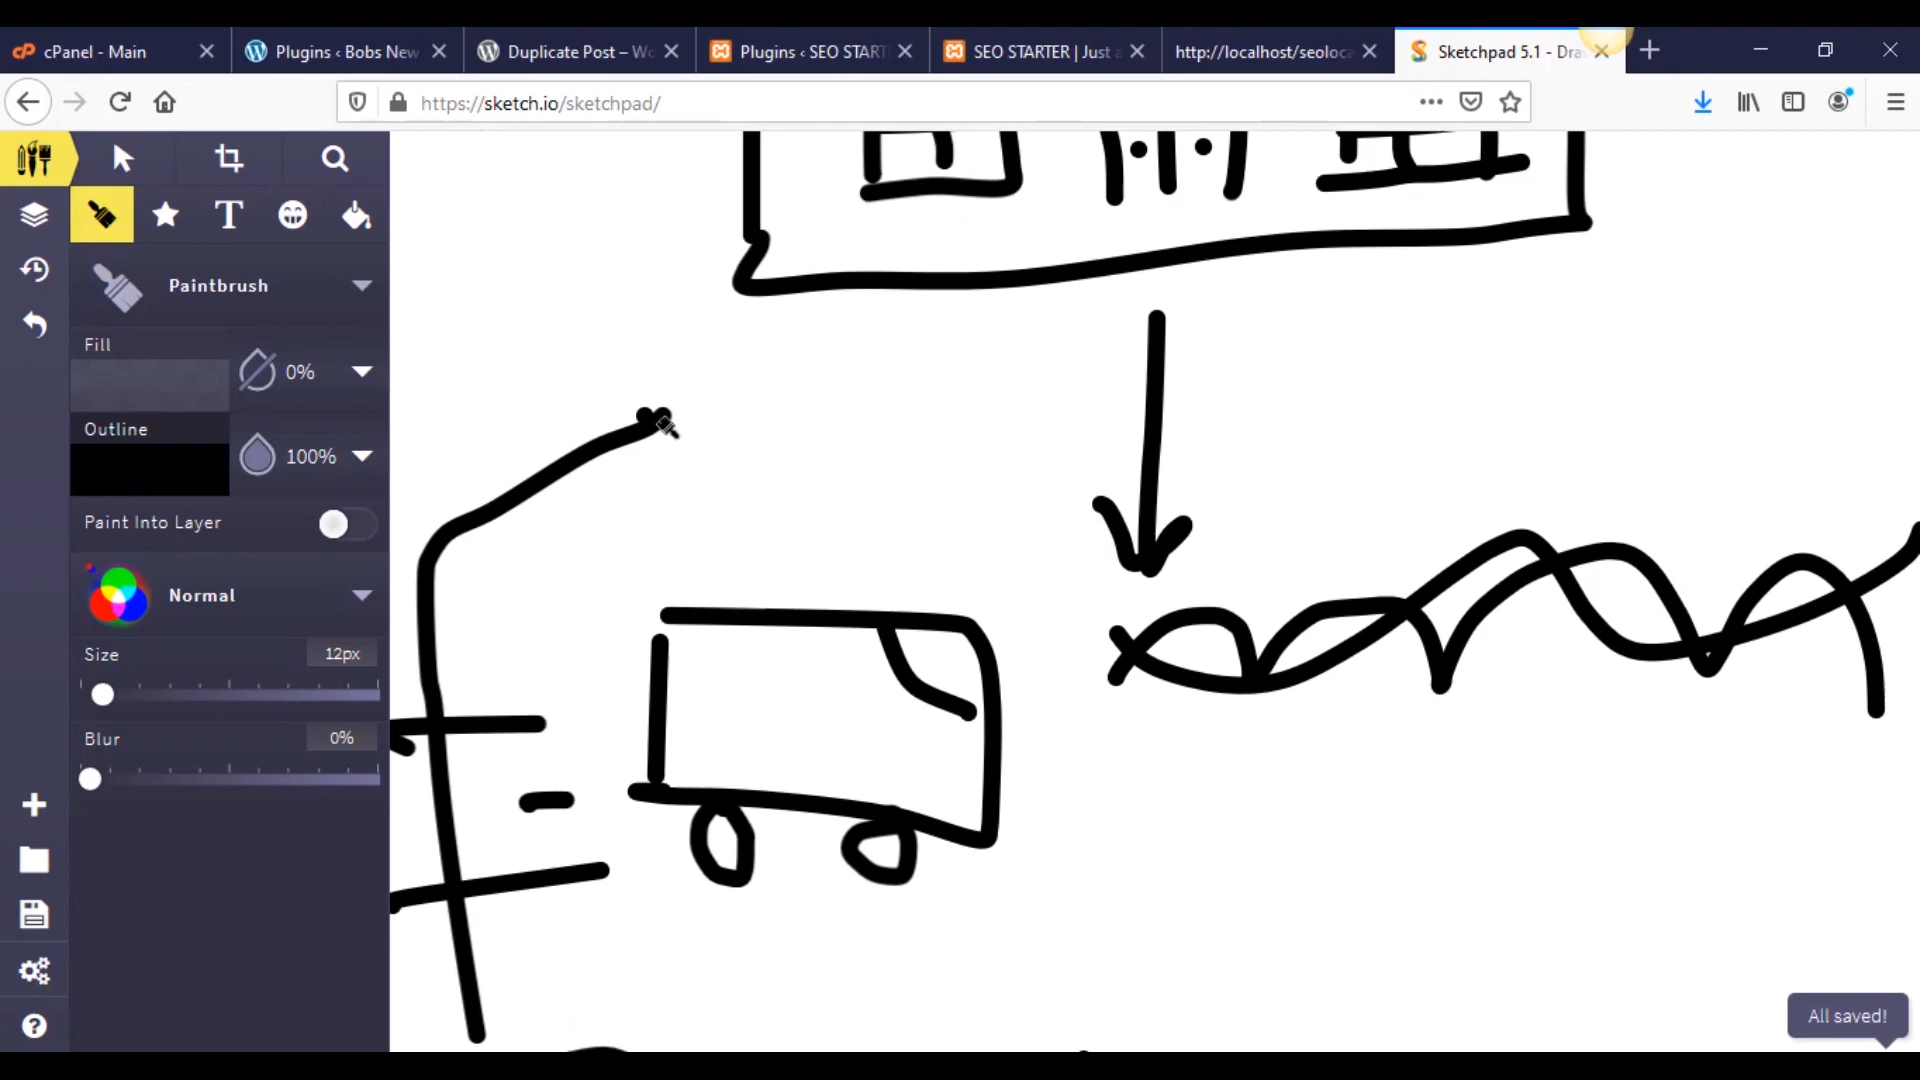 cPanel - Main
Plugins ‹ Bobs New
Duplicate Post – Wo
Plugins ‹ SEO START
SEO STARTER | Just a
http://localhost/seoloca
Sketchpad 5.1 - Dra
https://sketch.io/sketchpad/
T
Paintbrush
Fill
0%
Outline
100%
Paint Into Layer
Normal
Size
12px
Blur
0%
All saved!